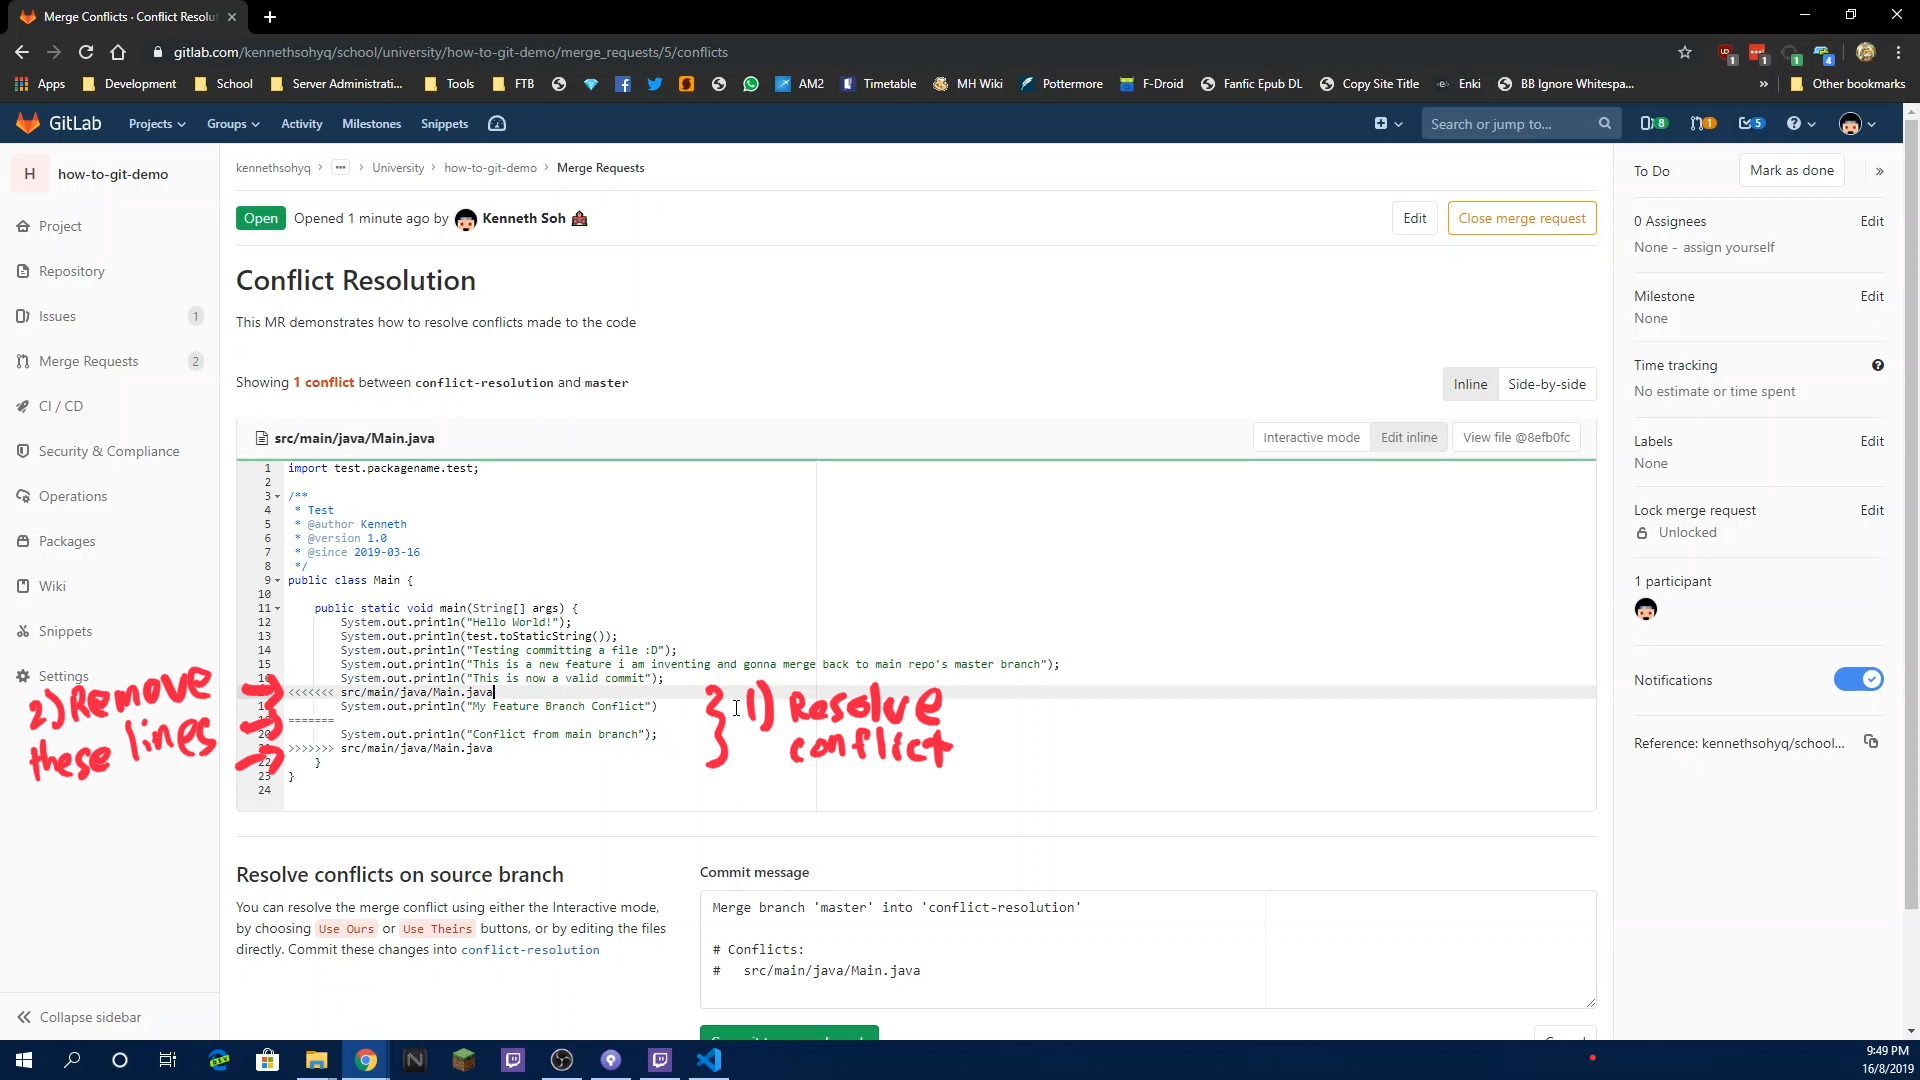 Merge Conflicts · Conflict Resolut
gitlab.com/kennethsohyq/school/university/how-to-git-demo/merge_requests/5/conflicts
1 1 1 4
Apps Development School Server Administrati... Tools FTB AM2 Timetable MH Wiki Pottermore F-Droid Fanfic Epub DL Copy Site Title Enki BB Ignore Whitespa... » Other bookmarks
GitLab Projects Groups Activity Milestones Snippets Search or jump to... 8 1 5
H how-to-git-demo
Project
Repository
Issues 1
Merge Requests 2
CI / CD
Security & Compliance
Operations
Packages
Wiki
Snippets
Settings
2) Remove
these lines
Collapse sidebar
kennethsohyq › ··· › University › how-to-git-demo › Merge Requests
Open Opened 1 minute ago by Kenneth Soh Edit Close merge request
Conflict Resolution
This MR demonstrates how to resolve conflicts made to the code
Showing 1 conflict between conflict-resolution and master Inline Side-by-side
src/main/java/Main.java Interactive mode Edit inline View file @8efb0fc
1 import test.packagename.test;
2
3 /**
4 * Test
5 * @author Kenneth
6 * @version 1.0
7 * @since 2019-03-16
8 */
9 public class Main {
10
11 public static void main(String[] args) {
12 System.out.println("Hello World!");
13 System.out.println(test.toStaticString());
14 System.out.println("Testing committing a file :D");
15 System.out.println("This is a new feature i am inventing and gonna merge back to main repo's master branch");
16 System.out.println("This is now a valid commit");
<<<<<<< src/main/java/Main.java
System.out.println("My Feature Branch Conflict")
=======
20 System.out.println("Conflict from main branch");
>>>>>>> src/main/java/Main.java
22 }
23 }
24
} 1) Resolve
} conflict
Resolve conflicts on source branch
You can resolve the merge conflict using either the Interactive mode,
by choosing Use Ours or Use Theirs buttons, or by editing the files
directly. Commit these changes into conflict-resolution
Commit message
Merge branch 'master' into 'conflict-resolution'
# Conflicts:
# src/main/java/Main.java
To Do Mark as done »
0 Assignees Edit
None - assign yourself
Milestone Edit
None
Time tracking
No estimate or time spent
Labels Edit
None
Lock merge request Edit
Unlocked
1 participant
Notifications
Reference: kennethsohyq/school...
9:49 PM
16/8/2019